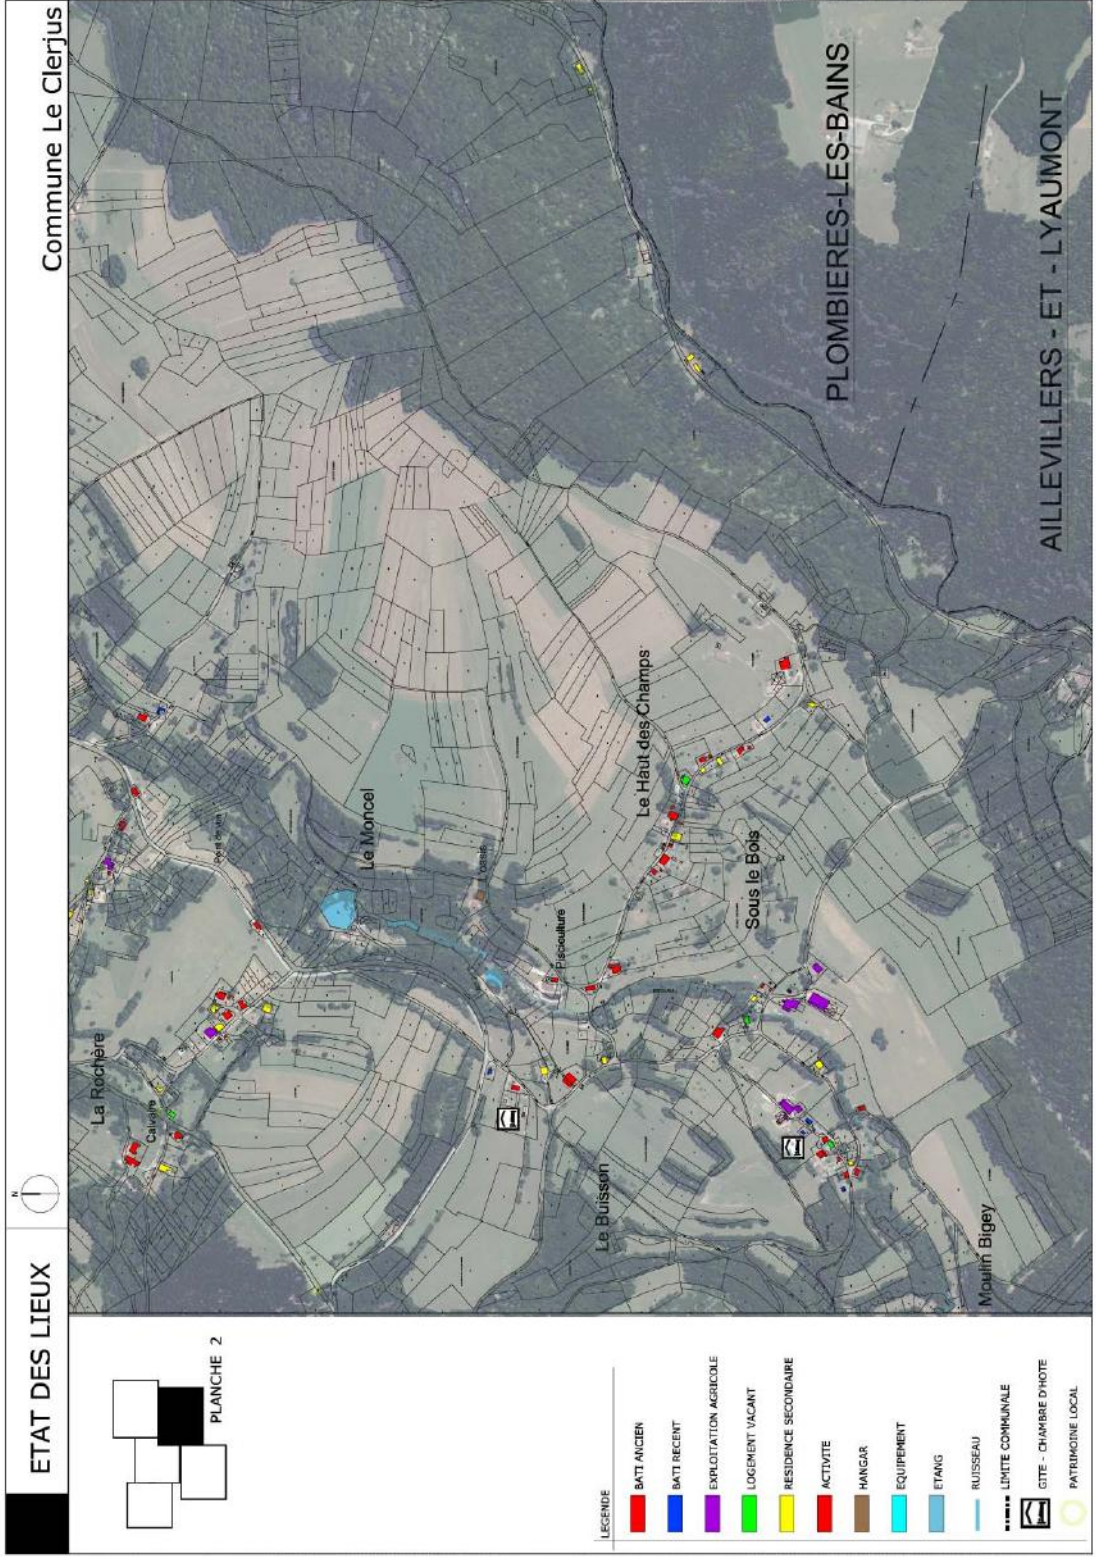 ETAT DES LIEUX
Commune Le Clerjus
N
PLANCHE 2
LEGENDE
BATI ANCIEN
BATI RECENT
EXPLOITATION AGRICOLE
LOGEMENT VACANT
RESIDENCE SECONDAIRE
ACTIVITE
HANGAR
EQUIPEMENT
ETANG
RUISSEAU
LIMITE COMMUNALE
GITE - CHAMBRE D'HOTE
PATRIMOINE LOCAL
La Rochère
Calvaire
Le Moncel
Pisciculture
Le Haut des Champs
Sous le Bois
Le Buisson
Moulin Bigey
PLOMBIERES-LES-BAINS
AILLEVILLERS - ET - LYAUMONT